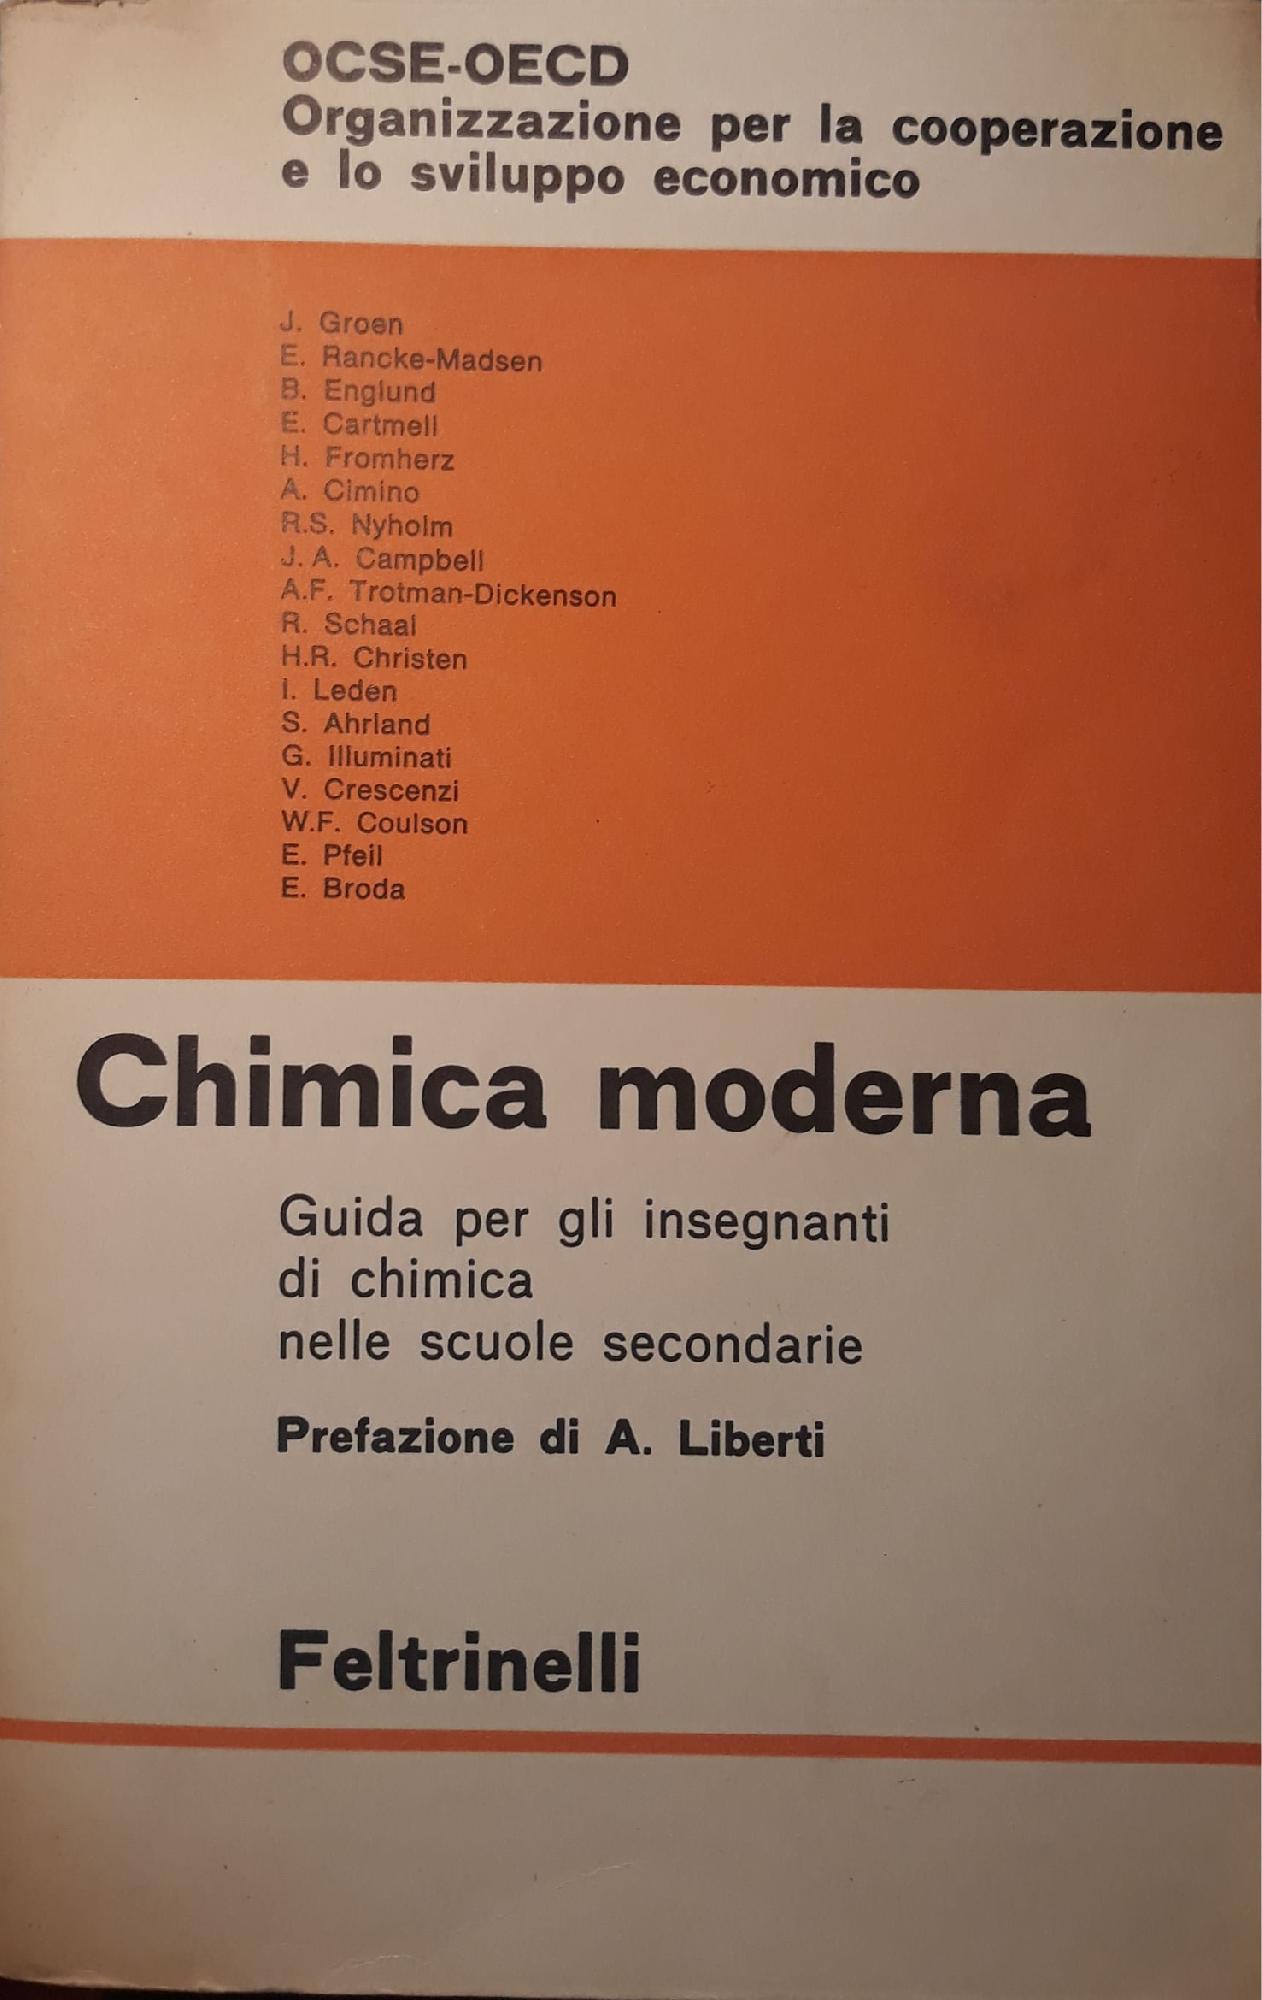 OCSE-OECD
Organizzazione per la cooperazione
e lo sviluppo economico
J. Groen
E. Rancke-Madsen
B. Englund
E. Cartmell
H. Fromherz
A. Cimino
R.S. Nyholm
J. A. Campbell
A.F. Trotman-Dickenson
R. Schaal
H.R. Christen
I. Leden
S. Ahrland
G. Illuminati
V. Crescenzi
W.F. Coulson
E. Pfeil
E. Broda
Chimica moderna
Guida per gli insegnanti
di chimica
nelle scuole secondarie
Prefazione di A. Liberti
Feltrinelli